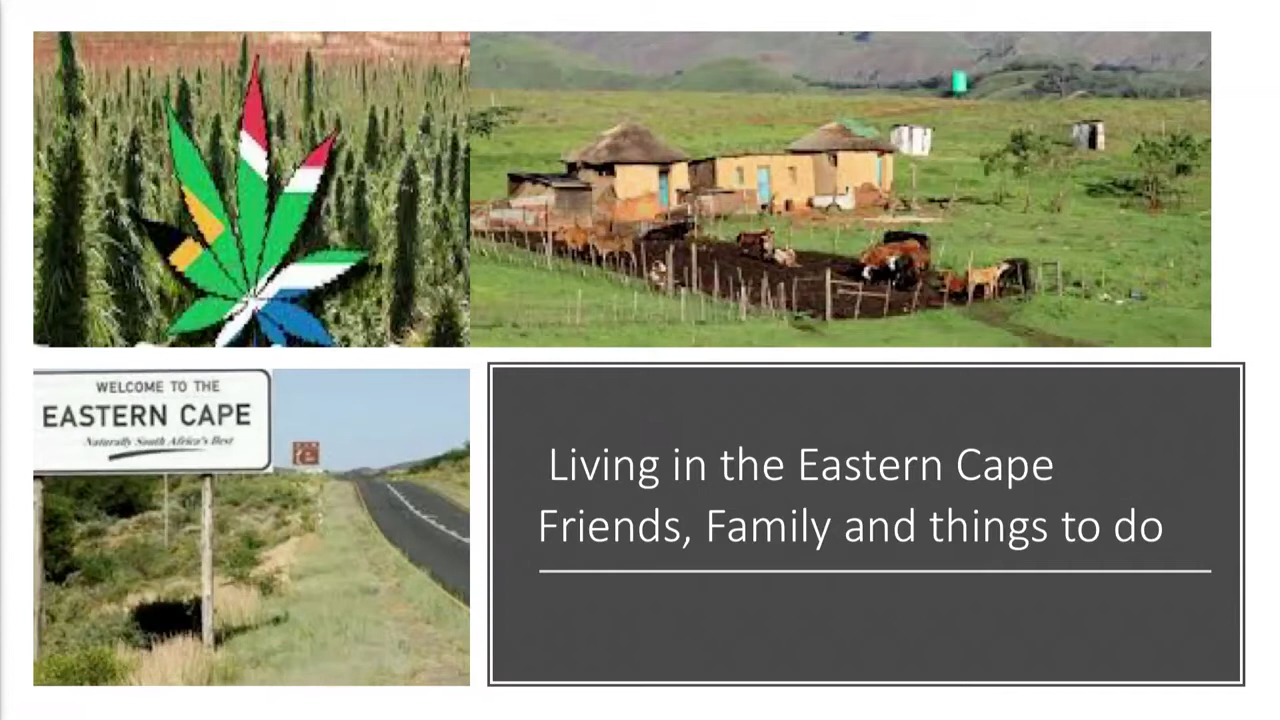 WELCOME TO THE
EASTERN CAPE
Naturally South Africa's Best
Living in the Eastern Cape
Friends, Family and things to do